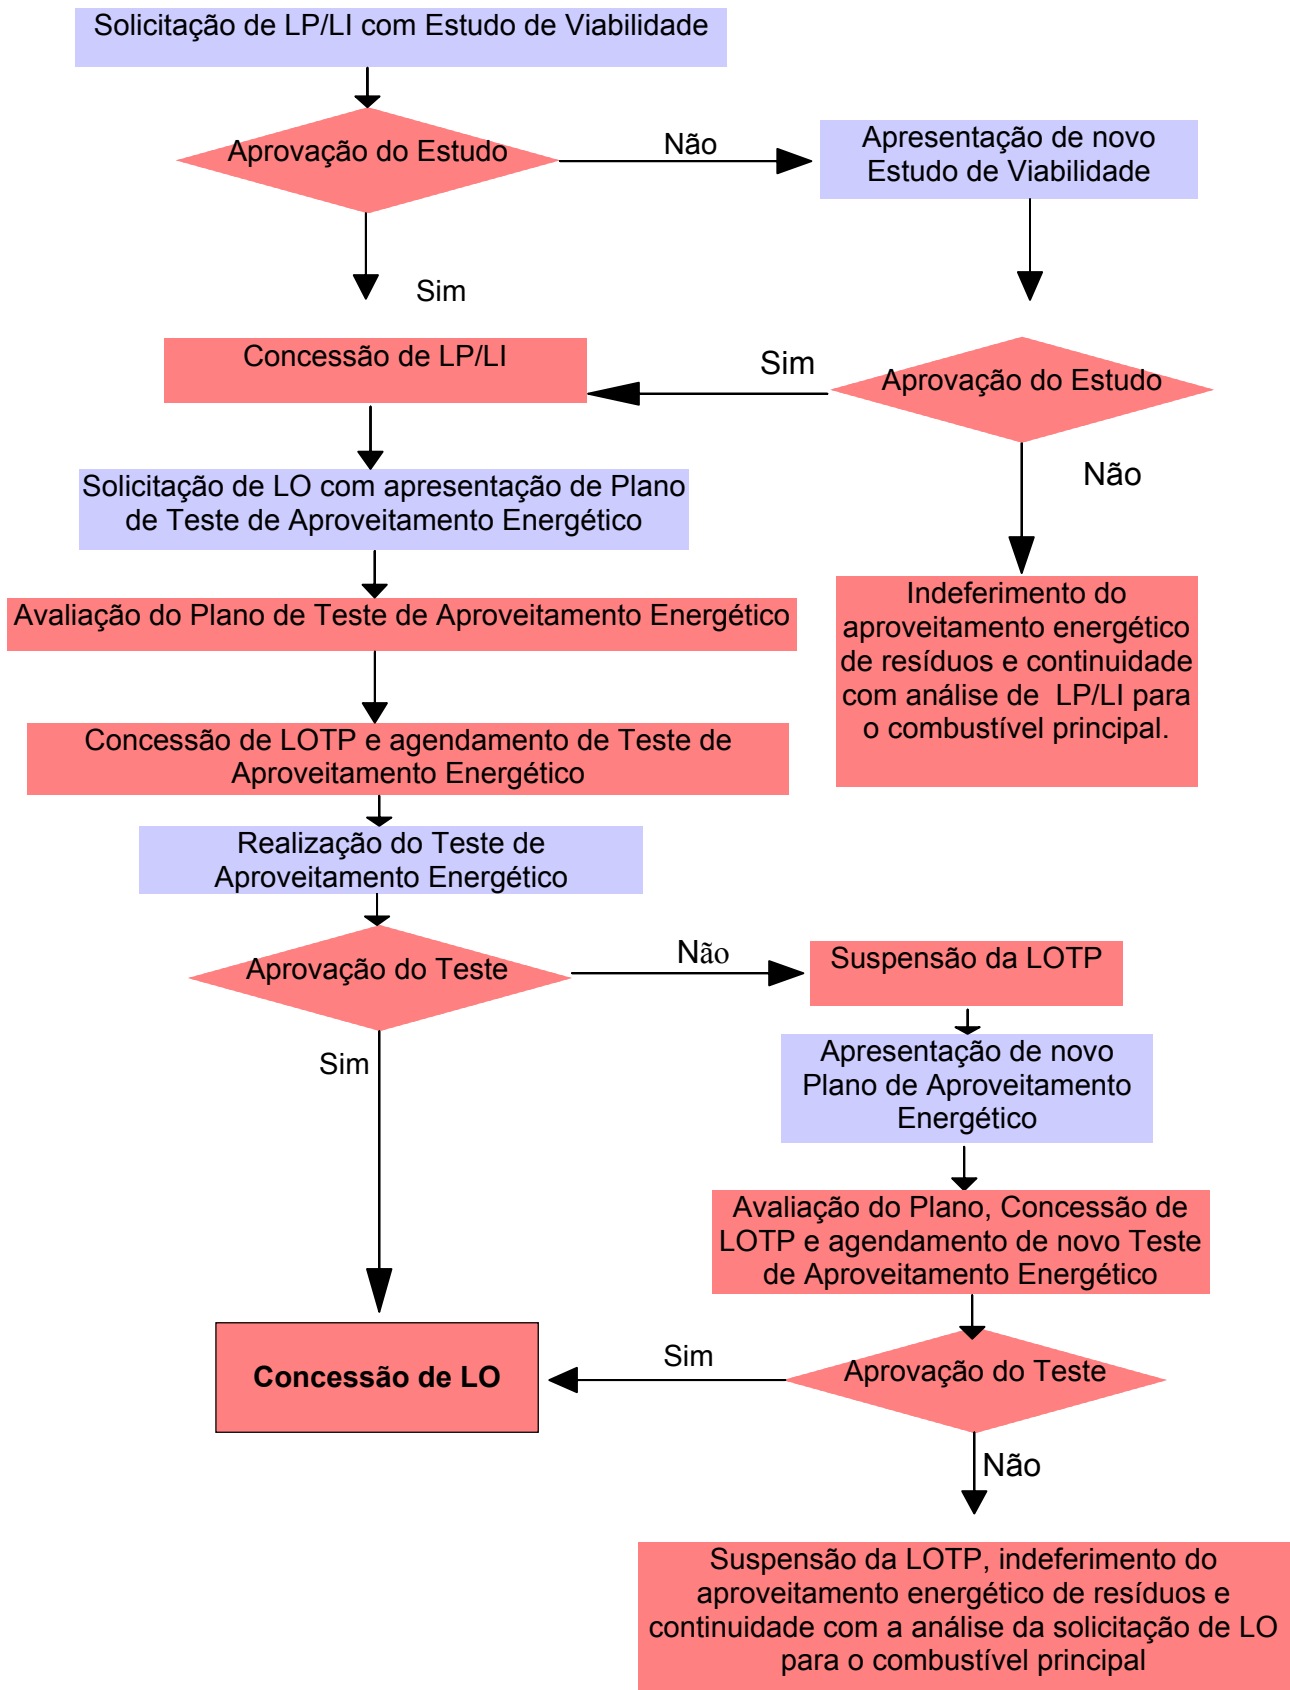 Solicitação de LP/LI com Estudo de Viabilidade
Aprovação do Estudo
Não
Apresentação de novo
Estudo de Viabilidade
Sim
Concessão de LP/LI
Sim
Aprovação do Estudo
Não
Solicitação de LO com apresentação de Plano
de Teste de Aproveitamento Energético
Avaliação do Plano de Teste de Aproveitamento Energético
Indeferimento do
aproveitamento energético
de resíduos e continuidade
com análise de LP/LI para
o combustível principal.
Concessão de LOTP e agendamento de Teste de
Aproveitamento Energético
Realização do Teste de
Aproveitamento Energético
Aprovação do Teste
Não
Suspensão da LOTP
Sim
Apresentação de novo
Plano de Aproveitamento
Energético
Avaliação do Plano, Concessão de
LOTP e agendamento de novo Teste
de Aproveitamento Energético
Concessão de LO
Sim
Aprovação do Teste
Não
Suspensão da LOTP, indeferimento do
aproveitamento energético de resíduos e
continuidade com a análise da solicitação de LO
para o combustível principal